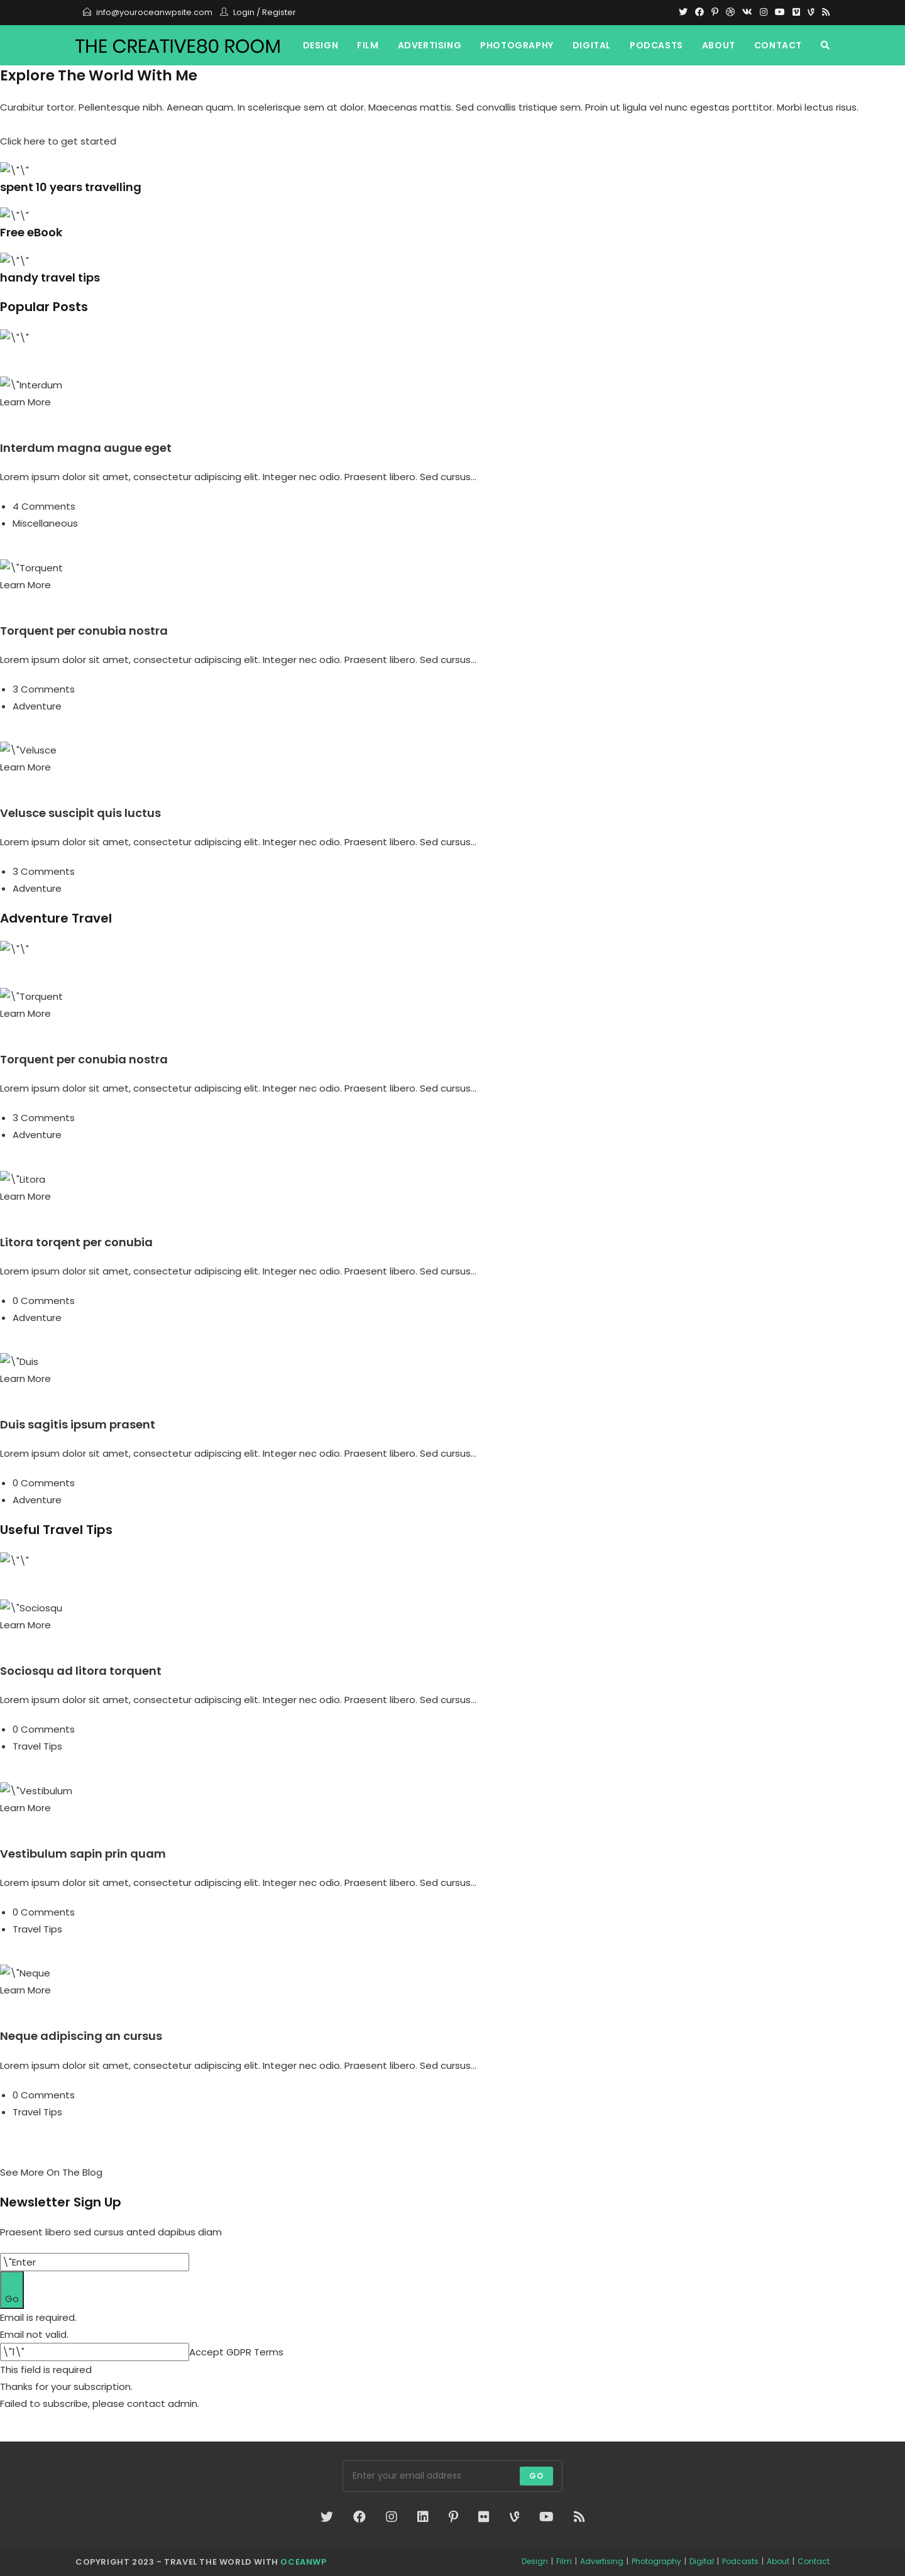 info@youroceanwpsite.com Login / Register
THE CREATIVE80 ROOM DESIGN FILM ADVERTISING PHOTOGRAPHY DIGITAL PODCASTS ABOUT CONTACT
Explore The World With Me
Curabitur tortor. Pellentesque nibh. Aenean quam. In scelerisque sem at dolor. Maecenas mattis. Sed convallis tristique sem. Proin ut ligula vel nunc egestas porttitor. Morbi lectus risus.
Click here to get started
\"\"
spent 10 years travelling
\"\"
Free eBook
\"\"
handy travel tips
Popular Posts
\"\"
\"Interdum
Learn More
Interdum magna augue eget
Lorem ipsum dolor sit amet, consectetur adipiscing elit. Integer nec odio. Praesent libero. Sed cursus...
• 4 Comments
• Miscellaneous
\"Torquent
Learn More
Torquent per conubia nostra
Lorem ipsum dolor sit amet, consectetur adipiscing elit. Integer nec odio. Praesent libero. Sed cursus...
• 3 Comments
• Adventure
\"Velusce
Learn More
Velusce suscipit quis luctus
Lorem ipsum dolor sit amet, consectetur adipiscing elit. Integer nec odio. Praesent libero. Sed cursus...
• 3 Comments
• Adventure
Adventure Travel
\"\"
\"Torquent
Learn More
Torquent per conubia nostra
Lorem ipsum dolor sit amet, consectetur adipiscing elit. Integer nec odio. Praesent libero. Sed cursus...
• 3 Comments
• Adventure
\"Litora
Learn More
Litora torqent per conubia
Lorem ipsum dolor sit amet, consectetur adipiscing elit. Integer nec odio. Praesent libero. Sed cursus...
• 0 Comments
• Adventure
\"Duis
Learn More
Duis sagitis ipsum prasent
Lorem ipsum dolor sit amet, consectetur adipiscing elit. Integer nec odio. Praesent libero. Sed cursus...
• 0 Comments
• Adventure
Useful Travel Tips
\"\"
\"Sociosqu
Learn More
Sociosqu ad litora torquent
Lorem ipsum dolor sit amet, consectetur adipiscing elit. Integer nec odio. Praesent libero. Sed cursus...
• 0 Comments
• Travel Tips
\"Vestibulum
Learn More
Vestibulum sapin prin quam
Lorem ipsum dolor sit amet, consectetur adipiscing elit. Integer nec odio. Praesent libero. Sed cursus...
• 0 Comments
• Travel Tips
\"Neque
Learn More
Neque adipiscing an cursus
Lorem ipsum dolor sit amet, consectetur adipiscing elit. Integer nec odio. Praesent libero. Sed cursus...
• 0 Comments
• Travel Tips
See More On The Blog
Newsletter Sign Up
Praesent libero sed cursus anted dapibus diam
\"Enter
Go
Email is required.
Email not valid.
\"1\" Accept GDPR Terms
This field is required
Thanks for your subscription.
Failed to subscribe, please contact admin.
Enter your email address GO
COPYRIGHT 2023 - TRAVEL THE WORLD WITH OCEANWP Design | Film | Advertising | Photography | Digital | Podcasts | About | Contact